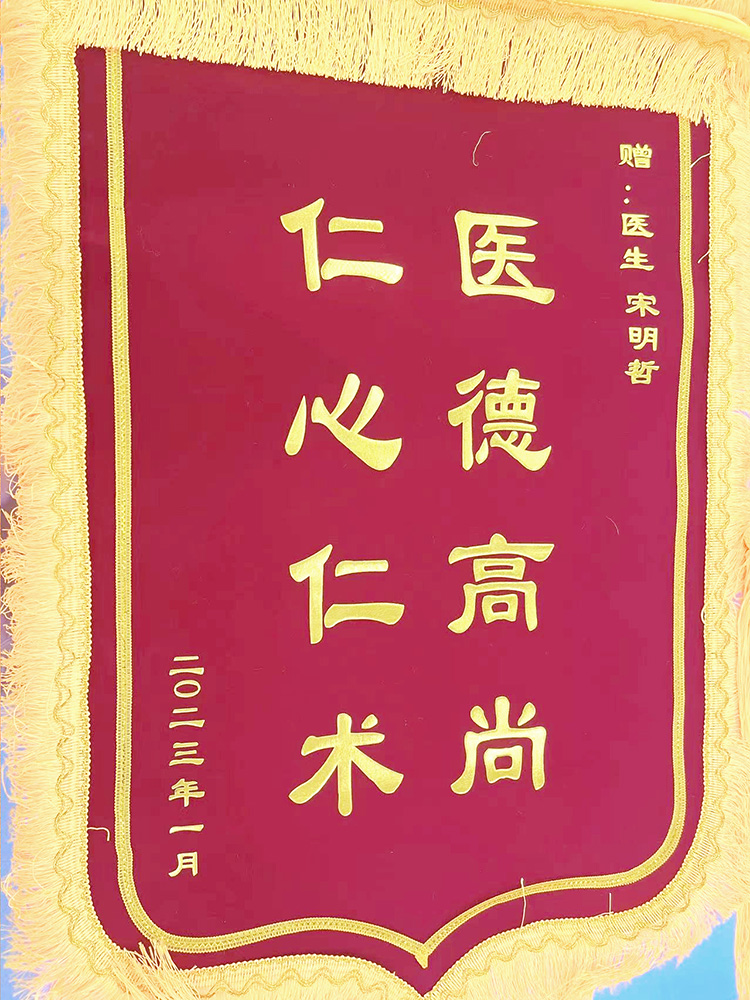 赠：医生 宋明哲
医德高尚
仁心仁术
二〇二三年一月